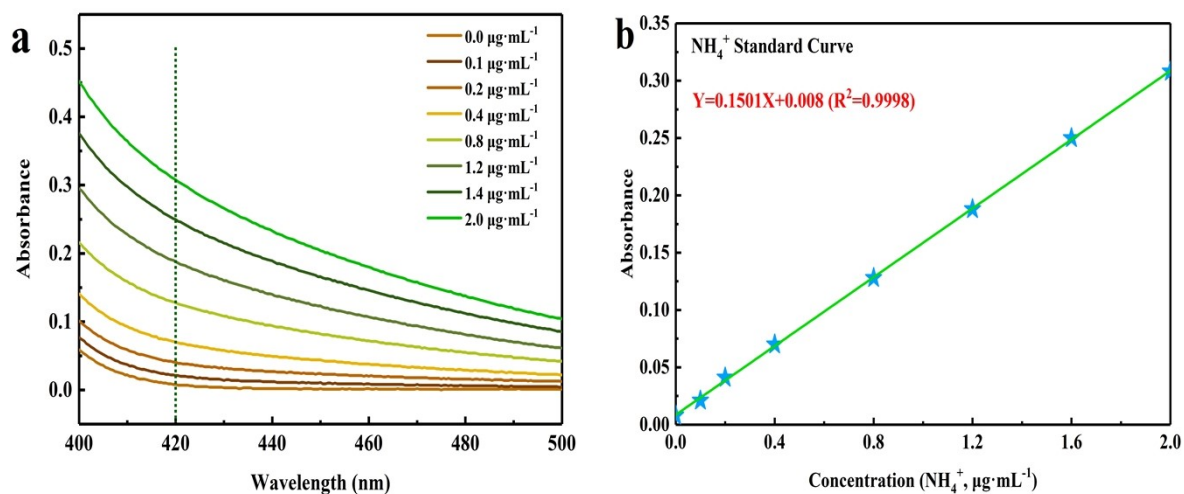 a
0.5
0.4
0.3
0.2
0.1
0.0
Absorbance
400
420
440
460
480
500
Wavelength (nm)
0.0 μg·mL⁻¹
0.1 μg·mL⁻¹
0.2 μg·mL⁻¹
0.4 μg·mL⁻¹
0.8 μg·mL⁻¹
1.2 μg·mL⁻¹
1.4 μg·mL⁻¹
2.0 μg·mL⁻¹
b
NH₄⁺ Standard Curve
Y=0.1501X+0.008 (R²=0.9998)
0.35
0.30
0.25
0.20
0.15
0.10
0.05
0.00
Absorbance
0.0
0.4
0.8
1.2
1.6
2.0
Concentration (NH₄⁺, μg·mL⁻¹)